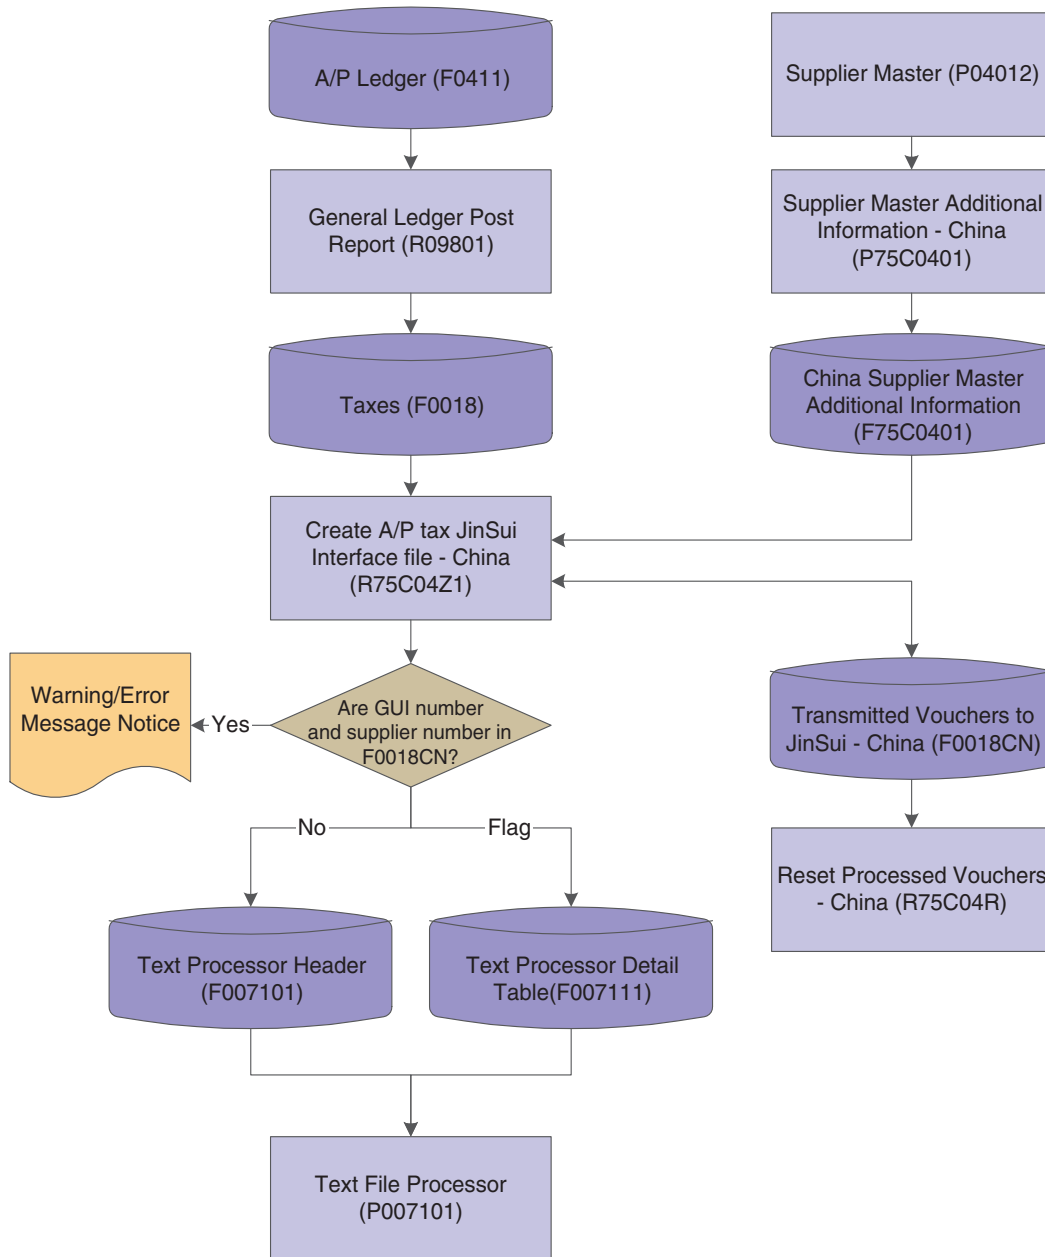 A/P Ledger (F0411)
Supplier Master (P04012)
General Ledger Post
Report (R09801)
Supplier Master Additional
Information - China
(P75C0401)
Taxes (F0018)
China Supplier Master
Additional Information
(F75C0401)
Create A/P tax JinSui
Interface file - China
(R75C04Z1)
Warning/Error
Message Notice
Yes
Are GUI number
and supplier number in
F0018CN?
Transmitted Vouchers to
JinSui - China (F0018CN)
No
Flag
Reset Processed Vouchers
- China (R75C04R)
Text Processor Header
(F007101)
Text Processor Detail
Table(F007111)
Text File Processor
(P007101)